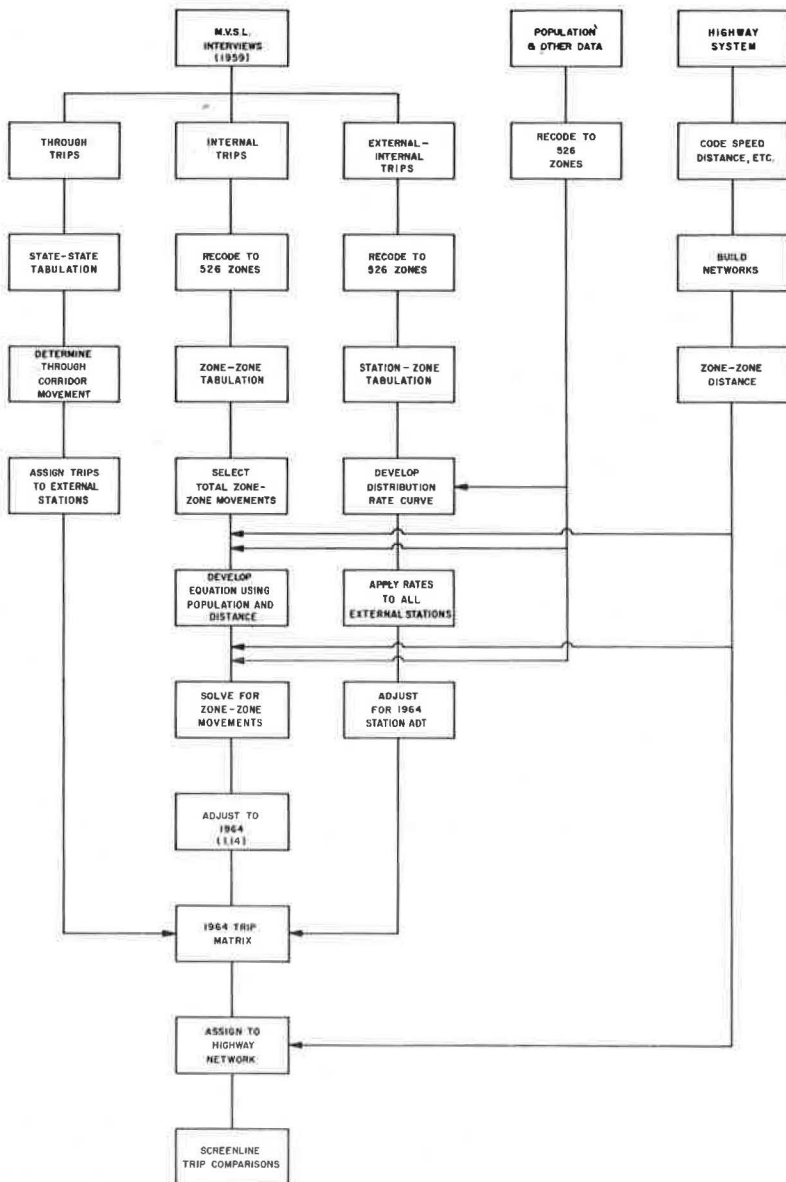 M.V.S.L.
INTERVIEWS
(1959)
POPULATION
& OTHER DATA
HIGHWAY
SYSTEM
THROUGH
TRIPS
INTERNAL
TRIPS
EXTERNAL-
INTERNAL
TRIPS
RECODE TO
526
ZONES
CODE SPEED
DISTANCE, ETC.
STATE-STATE
TABULATION
RECODE TO
526 ZONES
RECODE TO
526 ZONES
BUILD
NETWORKS
DETERMINE
THROUGH
CORRIDOR
MOVEMENT
ZONE-ZONE
TABULATION
STATION-ZONE
TABULATION
ZONE-ZONE
DISTANCE
ASSIGN TRIPS
TO EXTERNAL
STATIONS
SELECT
TOTAL ZONE-
ZONE MOVEMENTS
DEVELOP
DISTRIBUTION
RATE CURVE
DEVELOP
EQUATION USING
POPULATION AND
DISTANCE
APPLY RATES
TO ALL
EXTERNAL STATIONS
SOLVE FOR
ZONE-ZONE
MOVEMENTS
ADJUST
FOR 1964
STATION ADT
ADJUST TO
1964
(1.14)
1964 TRIP
MATRIX
ASSIGN TO
HIGHWAY
NETWORK
SCREENLINE
TRIP COMPARISONS